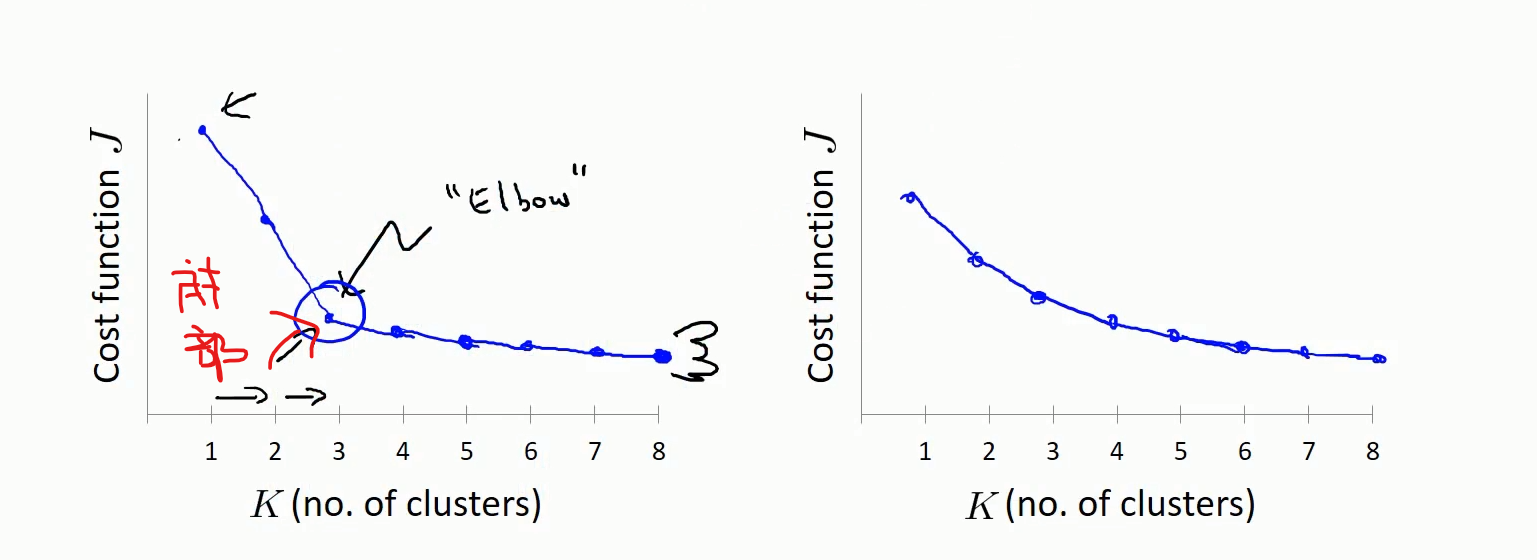 Cost function J
"Elbow"
1 2 3 4 5 6 7 8
K (no. of clusters)
Cost function J
1 2 3 4 5 6 7 8
K (no. of clusters)